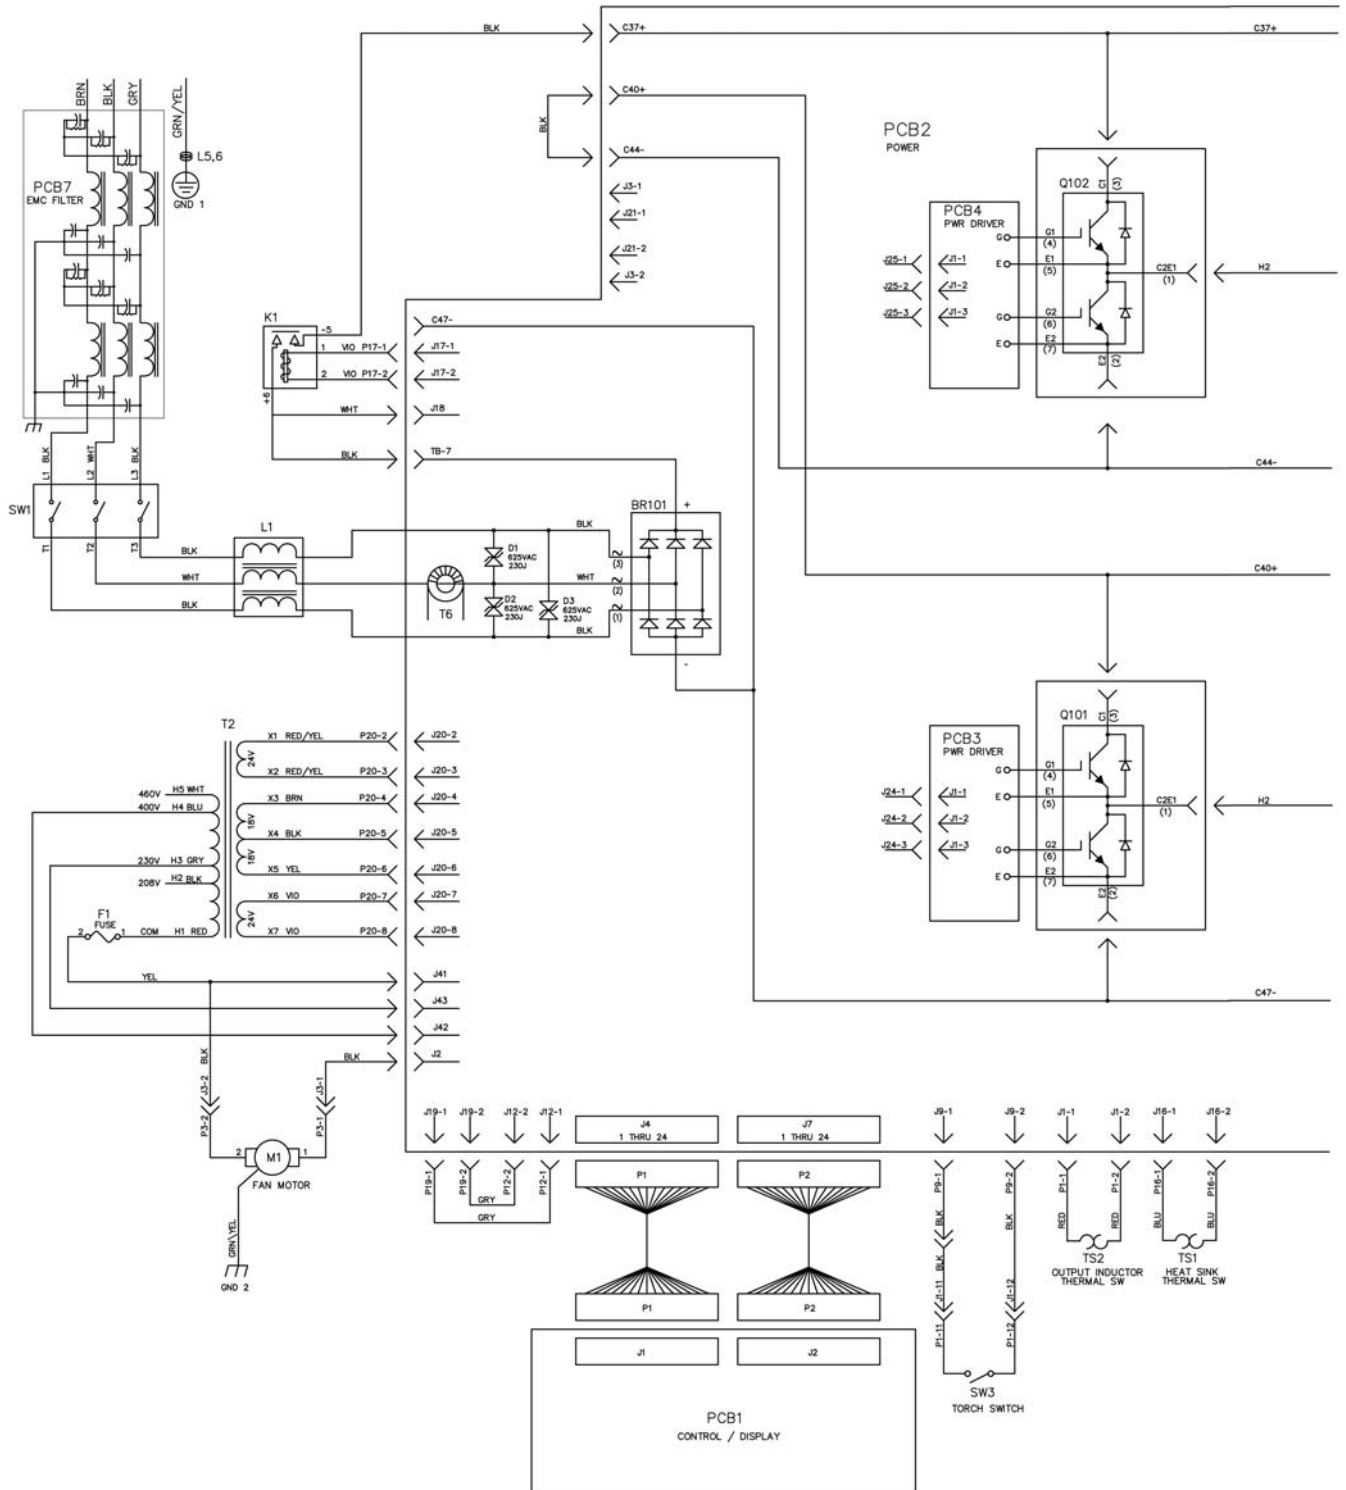 BLK
C37+
C37+
BRN
BLK
GRY
GRN/YEL
C40+
BLK
C44-
L5,6
PCB7
EMC FILTER
GND 1
PCB2
POWER
J3-1
J21-1
J21-2
J3-2
Q102
C1
(3)
PCB4
PWR DRIVER
G
G1
(4)
E
E1
(5)
J25-1
J1-1
J25-2
J1-2
J25-3
J1-3
C2E1
(1)
H2
G
G2
(6)
E
E2
(7)
E2
(2)
K1
-5
C47-
1
VIO
P17-1
J17-1
2
VIO
P17-2
J17-2
+6
WHT
J18
BLK
TB-7
C44-
L1
BLK
L2
WHT
L3
BLK
SW1
T1
T2
T3
L1
BLK
WHT
BLK
T6
BLK
D1
625VAC
230J
WHT
D2
625VAC
230J
D3
625VAC
230J
BLK
BR101
+
(3)
(2)
(1)
-
C40+
T2
X1 RED/YEL
P20-2
J20-2
24V
X2 RED/YEL
P20-3
J20-3
460V
H5 WHT
400V
H4 BLU
X3 BRN
P20-4
J20-4
18V
X4 BLK
P20-5
J20-5
18V
230V
H3 GRY
X5 YEL
P20-6
J20-6
208V
H2 BLK
X6 VIO
P20-7
J20-7
24V
F1
FUSE
2
1
COM
H1 RED
X7 VIO
P20-8
J20-8
YEL
J41
J43
J42
BLK
J2
Q101
C1
(3)
PCB3
PWR DRIVER
G
G1
(4)
E
E1
(5)
J24-1
J1-1
J24-2
J1-2
J24-3
J1-3
C2E1
(1)
H2
G
G2
(6)
E
E2
(7)
E2
(2)
C47-
BLK
J3-2
P3-2
J3-1
P3-1
2
M1
1
FAN MOTOR
GRN\YEL
GND 2
J19-1
J19-2
J12-2
J12-1
P19-1
P19-2
P12-2
P12-1
GRY
GRY
J4
1 THRU 24
J7
1 THRU 24
P1
P2
P1
P2
J1
J2
PCB1
CONTROL / DISPLAY
J9-1
J9-2
J1-1
J1-2
J16-1
J16-2
P9-1
P9-2
P1-1
P1-2
P16-1
P16-2
BLK
BLK
RED
RED
BLU
BLU
BLK
TS2
OUTPUT INDUCTOR
THERMAL SW
TS1
HEAT SINK
THERMAL SW
J1-11
J1-12
P1-11
P1-12
SW3
TORCH SWITCH